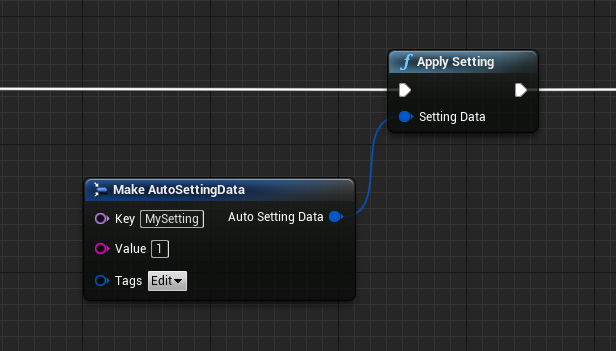 f Apply Setting
Setting Data
Make AutoSettingData
Key MySetting Auto Setting Data
Value 1
Tags Edit